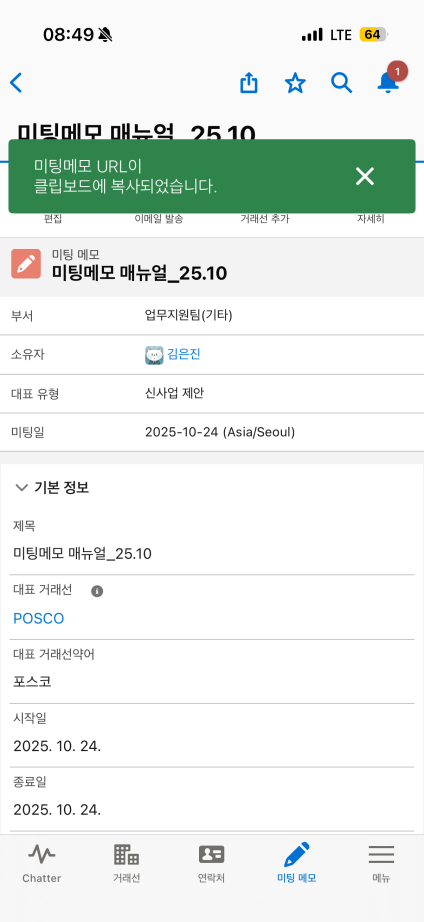 08:49
LTE
64
1
미팅메모 매뉴얼_25.10
미팅메모 URL이
클립보드에 복사되었습니다.
편집
이메일 발송
거래선 추가
자세히
미팅 메모
미팅메모 매뉴얼_25.10
부서
업무지원팀(기타)
소유자
김은진
대표 유형
신사업 제안
미팅일
2025-10-24 (Asia/Seoul)
기본 정보
제목
미팅메모 매뉴얼_25.10
대표 거래선
POSCO
대표 거래선약어
포스코
시작일
2025. 10. 24.
종료일
2025. 10. 24.
Chatter
거래선
연락처
미팅 메모
메뉴